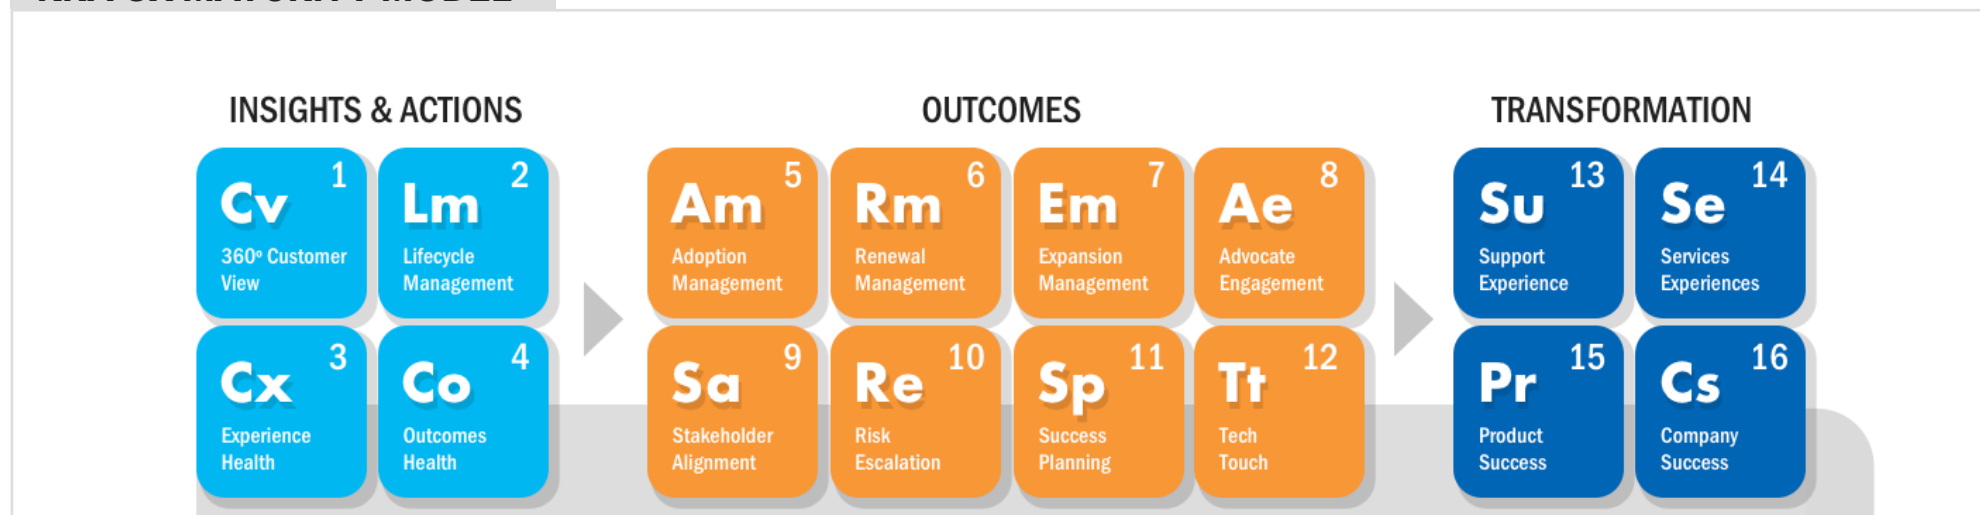 MATURITY MODEL
INSIGHTS & ACTIONS
OUTCOMES
TRANSFORMATION
1
Cv
360º Customer
View
2
Lm
Lifecycle
Management
3
Cx
Experience
Health
4
Co
Outcomes
Health
5
Am
Adoption
Management
6
Rm
Renewal
Management
7
Em
Expansion
Management
8
Ae
Advocate
Engagement
9
Sa
Stakeholder
Alignment
10
Re
Risk
Escalation
11
Sp
Success
Planning
12
Tt
Tech
Touch
13
Su
Support
Experience
14
Se
Services
Experiences
15
Pr
Product
Success
16
Cs
Company
Success